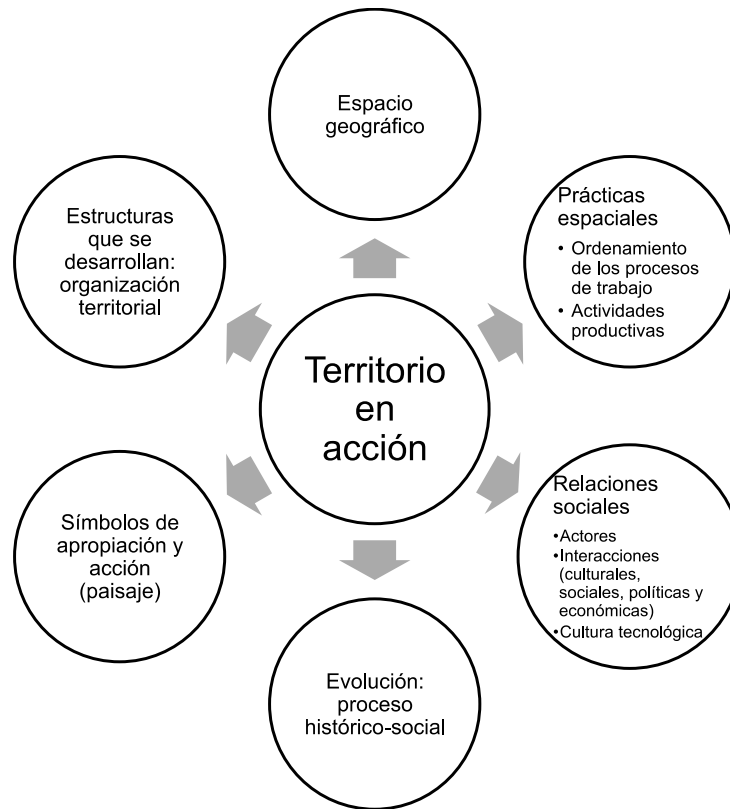 Espacio
geográfico
Prácticas
espaciales
• Ordenamiento
de los procesos
de trabajo
• Actividades
productivas
Relaciones
sociales
•Actores
•Interacciones
(culturales,
sociales, políticas y
económicas)
•Cultura tecnológica
Evolución:
proceso
histórico-social
Símbolos de
apropiación y
acción
(paisaje)
Estructuras
que se
desarrollan:
organización
territorial
Territorio
en
acción